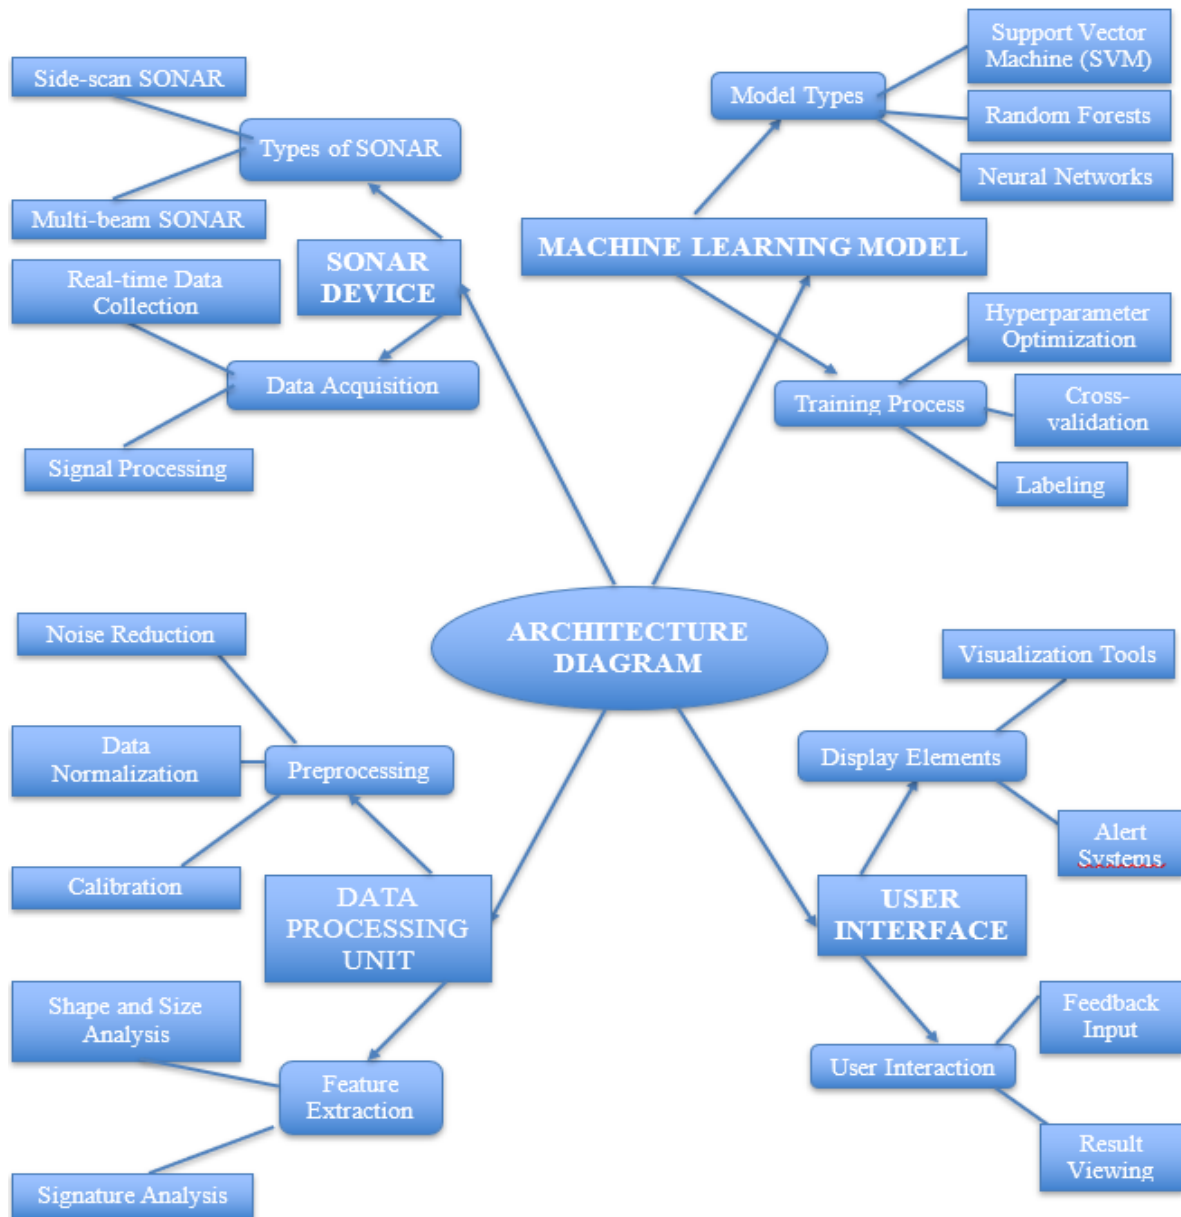 Side-scan SONAR
Types of SONAR
Multi-beam SONAR
SONAR
DEVICE
Real-time Data
Collection
Data Acquisition
Signal Processing
Support Vector
Machine (SVM)
Model Types
Random Forests
Neural Networks
MACHINE LEARNING MODEL
Hyperparameter
Optimization
Training Process
Cross-
validation
Labeling
ARCHITECTURE
DIAGRAM
Noise Reduction
Data
Normalization
Preprocessing
Calibration
DATA
PROCESSING
UNIT
Shape and Size
Analysis
Feature
Extraction
Signature Analysis
Visualization Tools
Display Elements
Alert
Systems
USER
INTERFACE
Feedback
Input
User Interaction
Result
Viewing